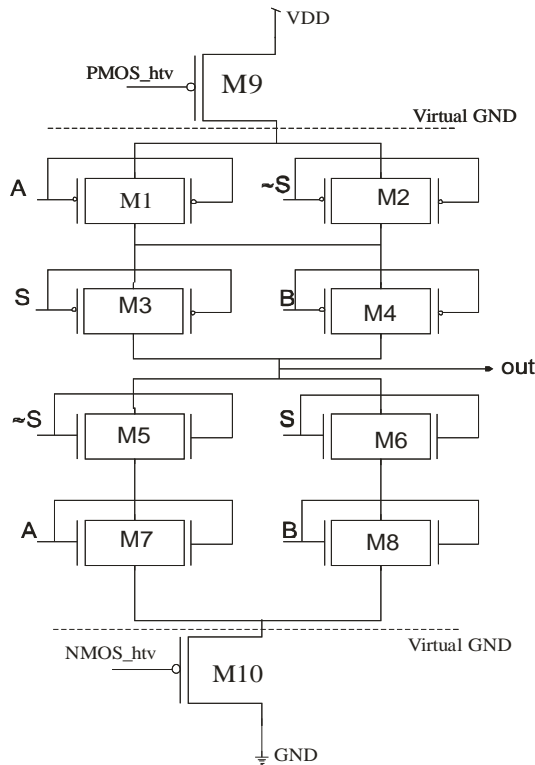 VDD
PMOS_htv
M9
Virtual GND
A
M1
~S
M2
S
M3
B
M4
out
~S
M5
S
M6
A
M7
B
M8
Virtual GND
NMOS_htv
M10
GND